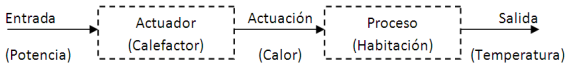 Entrada Actuador Actuación Proceso Salida
(Potencia) (Calefactor) (Calor) (Habitación) (Temperatura)